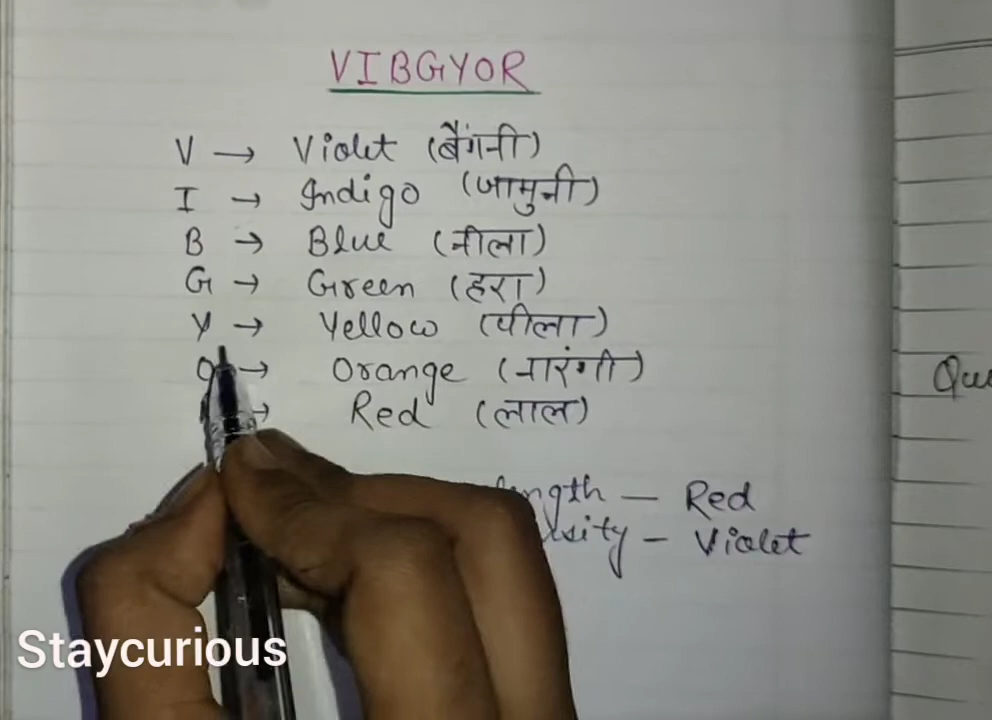 VIBGYOR
V → Violet (बैंगनी)
I → Indigo (जामुनी)
B → Blue (नीला)
G → Green (हरा)
Y → Yellow (पीला)
O → Orange (नारंगी)
→ Red (लाल)
— Red
— Violet
Staycurious